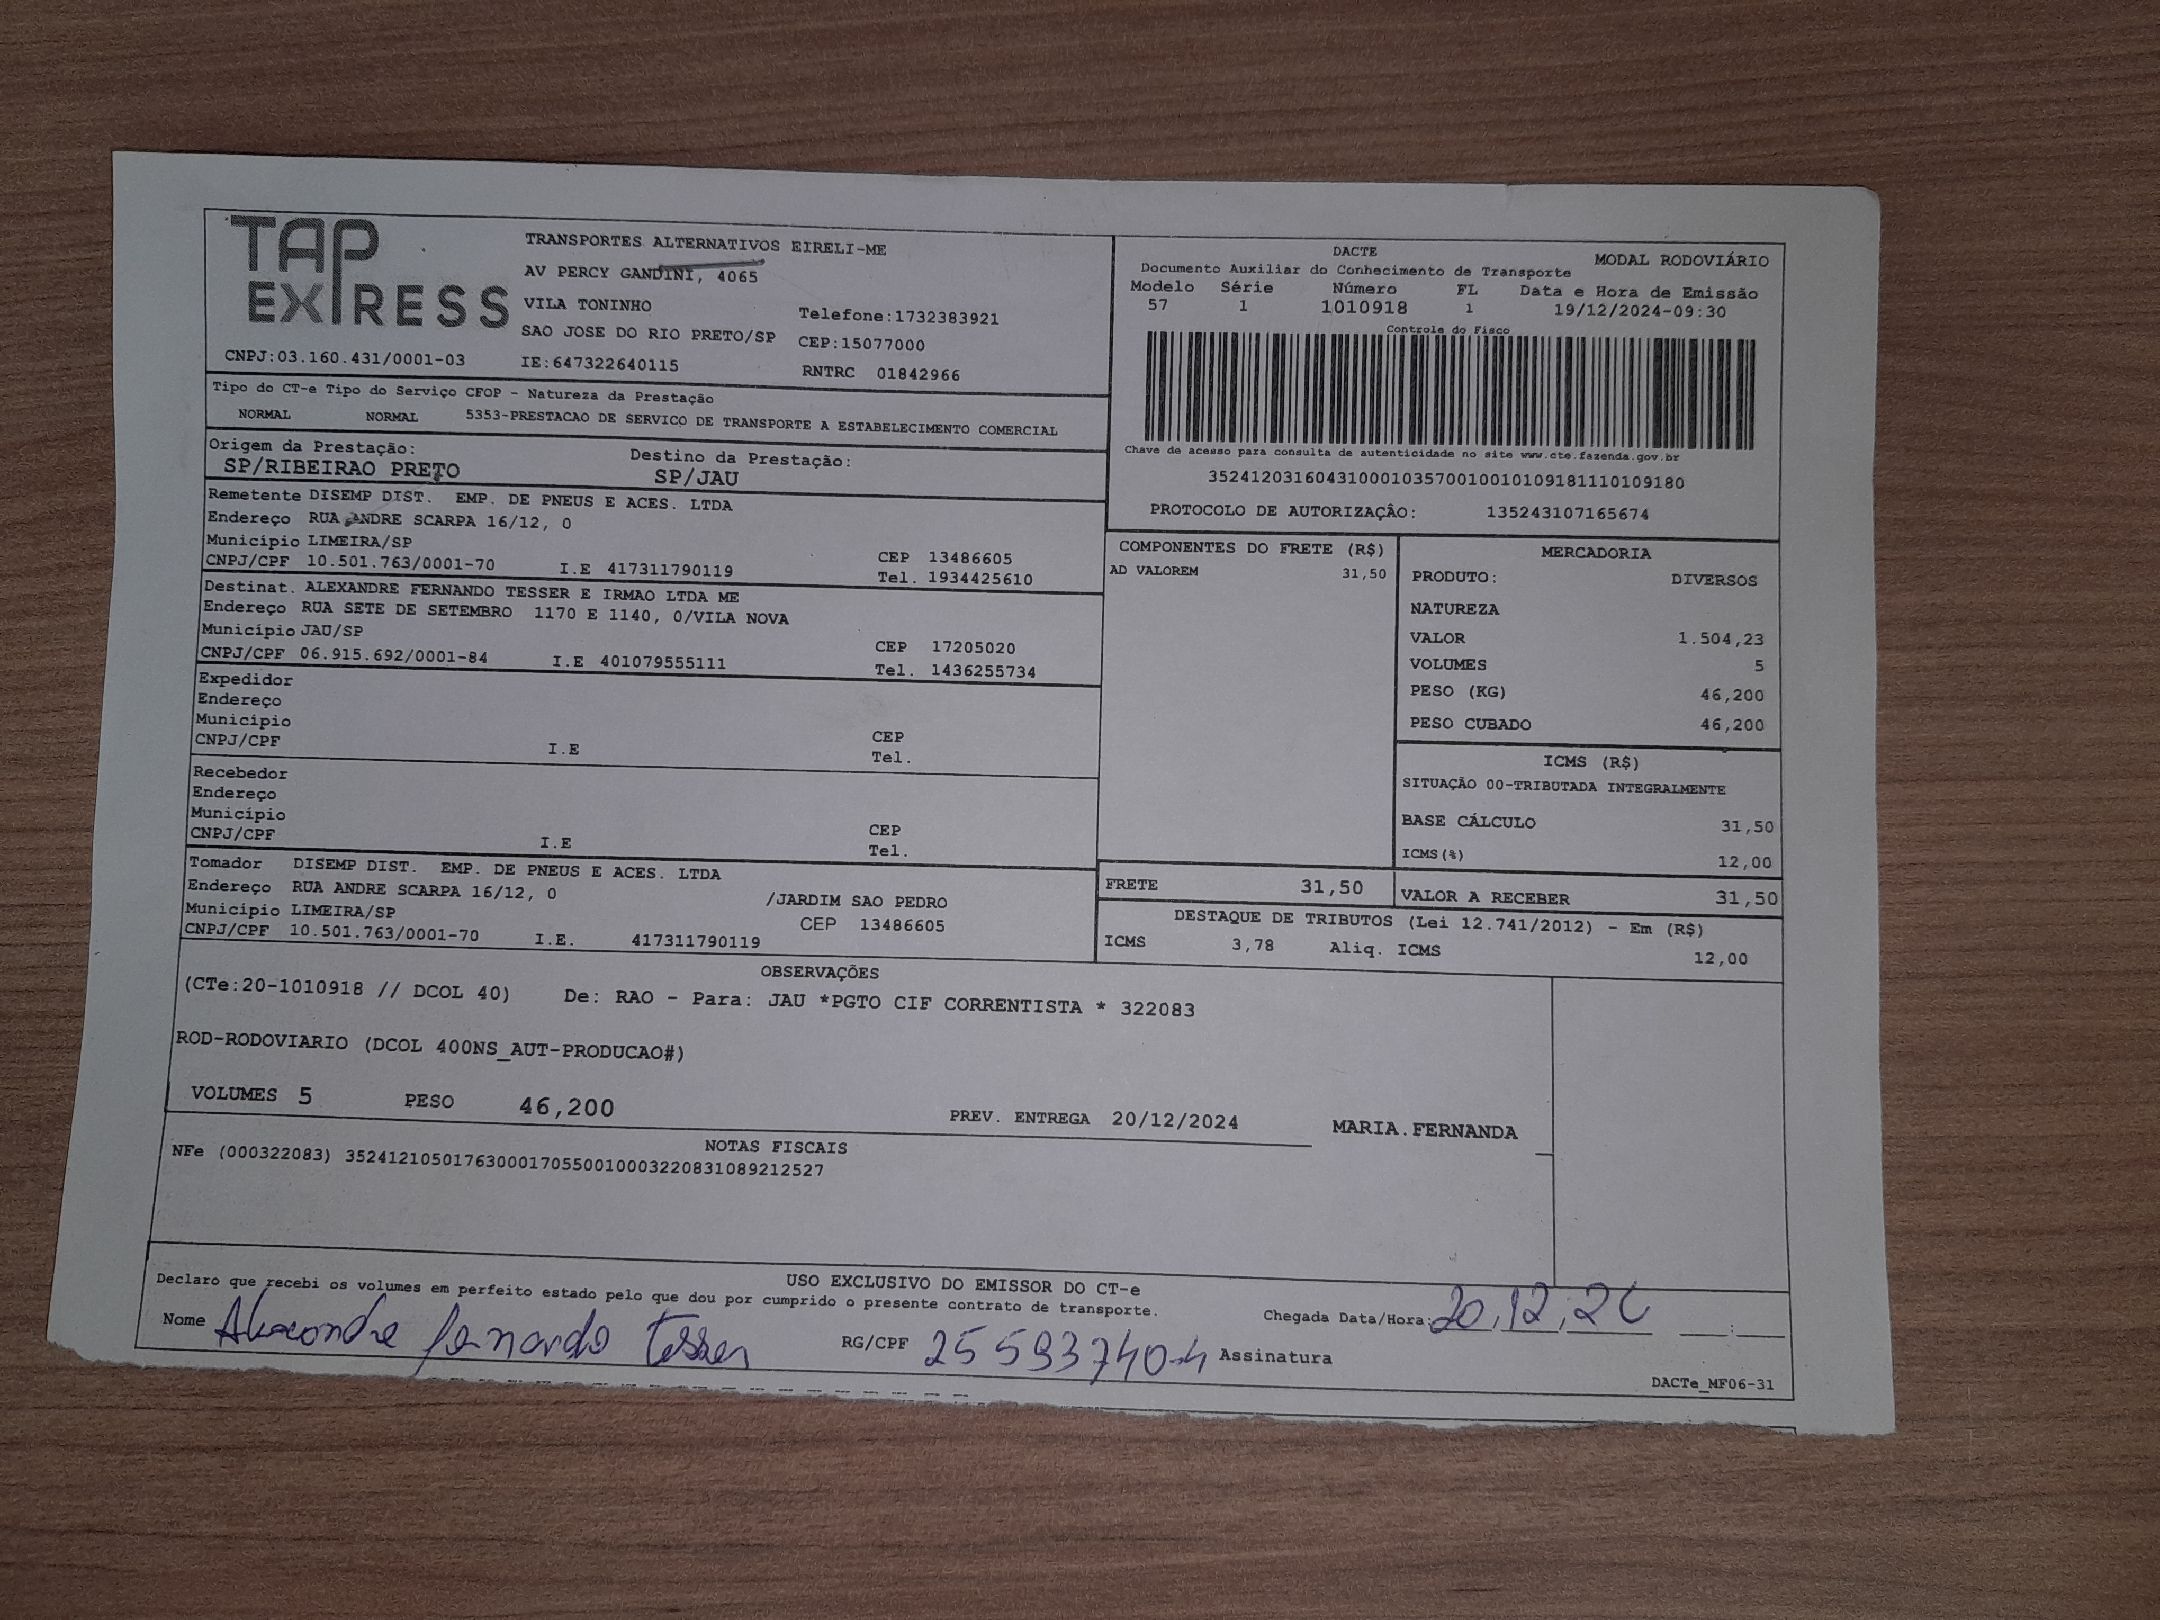 TAP EXPRESS
TRANSPORTES ALTERNATIVOS EIRELI-ME
AV PERCY GANDINI, 4065
VILA TONINHO
Telefone:1732383921
SAO JOSE DO RIO PRETO/SP CEP:15077000
CNPJ:03.160.431/0001-03 IE:647322640115 RNTRC 01842966
DACTE MODAL RODOVIÁRIO
Documento Auxiliar do Conhecimento de Transporte
Modelo Série Número FL Data e Hora de Emissão
57 1 1010918 1 19/12/2024-09:30
Controle do Fisco
Chave de acesso para consulta de autenticidade no site www.cte.fazenda.gov.br
35241203160431000103570010010109181110109180
PROTOCOLO DE AUTORIZAÇÂO: 135243107165674
Tipo do CT-e Tipo do Serviço CFOP - Natureza da Prestação
NORMAL NORMAL 5353-PRESTACAO DE SERVICO DE TRANSPORTE A ESTABELECIMENTO COMERCIAL
Origem da Prestação: Destino da Prestação:
SP/RIBEIRAO PRETO SP/JAU
Remetente DISEMP DIST. EMP. DE PNEUS E ACES. LTDA
Endereço RUA ANDRE SCARPA 16/12, 0
Município LIMEIRA/SP CEP 13486605
CNPJ/CPF 10.501.763/0001-70 I.E 417311790119 Tel. 1934425610
Destinat. ALEXANDRE FERNANDO TESSER E IRMAO LTDA ME
Endereço RUA SETE DE SETEMBRO 1170 E 1140, 0/VILA NOVA
Município JAU/SP CEP 17205020
CNPJ/CPF 06.915.692/0001-84 I.E 401079555111 Tel. 1436255734
Expedidor
Endereço
Município CEP
CNPJ/CPF I.E Tel.
Recebedor
Endereço
Município CEP
CNPJ/CPF I.E Tel.
Tomador DISEMP DIST. EMP. DE PNEUS E ACES. LTDA
Endereço RUA ANDRE SCARPA 16/12, 0 /JARDIM SAO PEDRO
Município LIMEIRA/SP CEP 13486605
CNPJ/CPF 10.501.763/0001-70 I.E. 417311790119
COMPONENTES DO FRETE (R$)
AD VALOREM 31,50
MERCADORIA
PRODUTO: DIVERSOS
NATUREZA
VALOR 1.504,23
VOLUMES 5
PESO (KG) 46,200
PESO CUBADO 46,200
ICMS (R$)
SITUAÇÃO 00-TRIBUTADA INTEGRALMENTE
BASE CÁLCULO 31,50
ICMS(%) 12,00
FRETE 31,50 VALOR A RECEBER 31,50
DESTAQUE DE TRIBUTOS (Lei 12.741/2012) - Em (R$)
ICMS 3,78 Aliq. ICMS 12,00
OBSERVAÇÕES
(CTe:20-1010918 // DCOL 40) De: RAO - Para: JAU *PGTO CIF CORRENTISTA * 322083
ROD-RODOVIARIO (DCOL 400NS_AUT-PRODUCAO#)
VOLUMES 5 PESO 46,200 PREV. ENTREGA 20/12/2024 MARIA.FERNANDA
NOTAS FISCAIS
NFe (000322083) 35241210501763000170550010003220831089212527
USO EXCLUSIVO DO EMISSOR DO CT-e
Declaro que recebi os volumes em perfeito estado pelo que dou por cumprido o presente contrato de transporte.
Chegada Data/Hora: 20,12,24 :
Nome Alexandre fernando tesser RG/CPF 255937404 Assinatura
DACTe_MF06-31